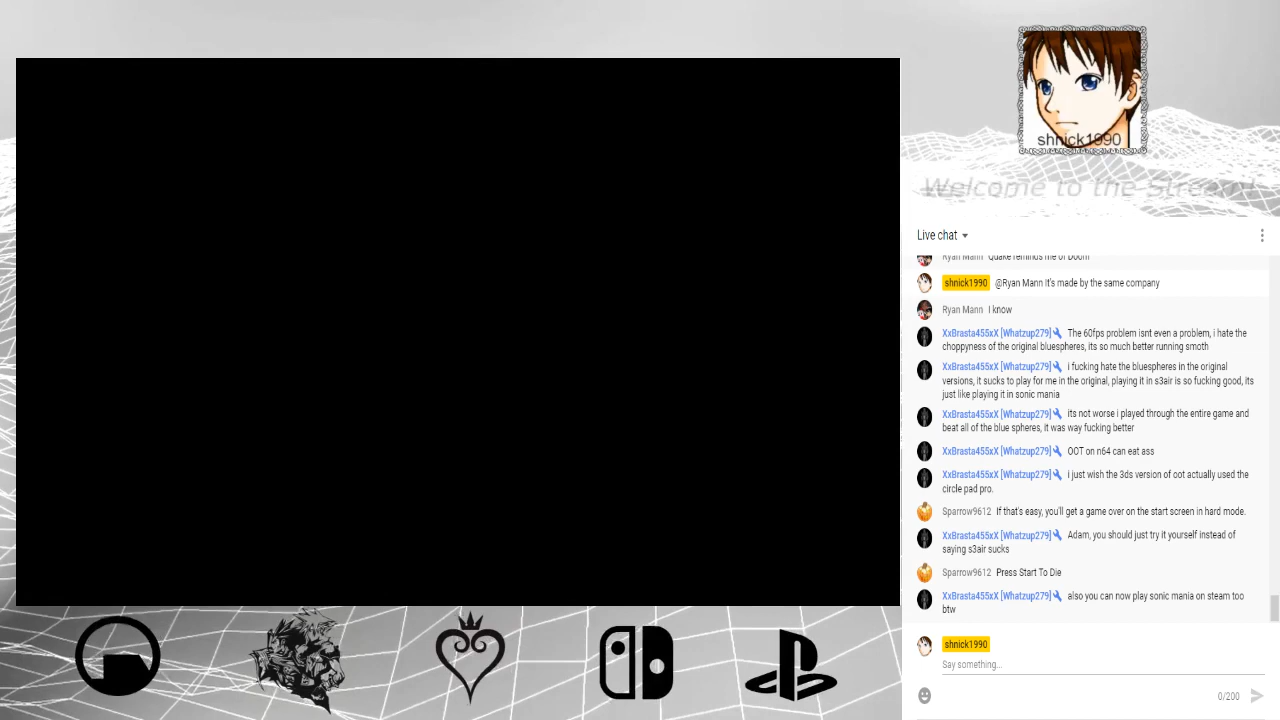 shnick1990
Welcome to the Stream!
Live chat
Ryan Mann Quake reminds me of Doom
shnick1990 @Ryan Mann it's made by the same company
Ryan Mann I know
XxBrasta455xX [Whatzup279] The 60fps problem isnt even a problem, i hate the
choppyness of the original bluespheres, its so much better running smoth
XxBrasta455xX [Whatzup279] i fucking hate the bluespheres in the original
versions, it sucks to play for me in the original, playing it in s3air is so fucking good, its
just like playing it in sonic mania
XxBrasta455xX [Whatzup279] its not worse i played through the entire game and
beat all of the blue spheres, it was way fucking better
XxBrasta455xX [Whatzup279] OOT on n64 can eat ass
XxBrasta455xX [Whatzup279] i just wish the 3ds version of oot actually used the
circle pad pro.
Sparrow9612 If that's easy, you'll get a game over on the start screen in hard mode.
XxBrasta455xX [Whatzup279] Adam, you should just try it yourself instead of
saying s3air sucks
Sparrow9612 Press Start To Die
XxBrasta455xX [Whatzup279] also you can now play sonic mania on steam too
btw
shnick1990
Say something...
0/200